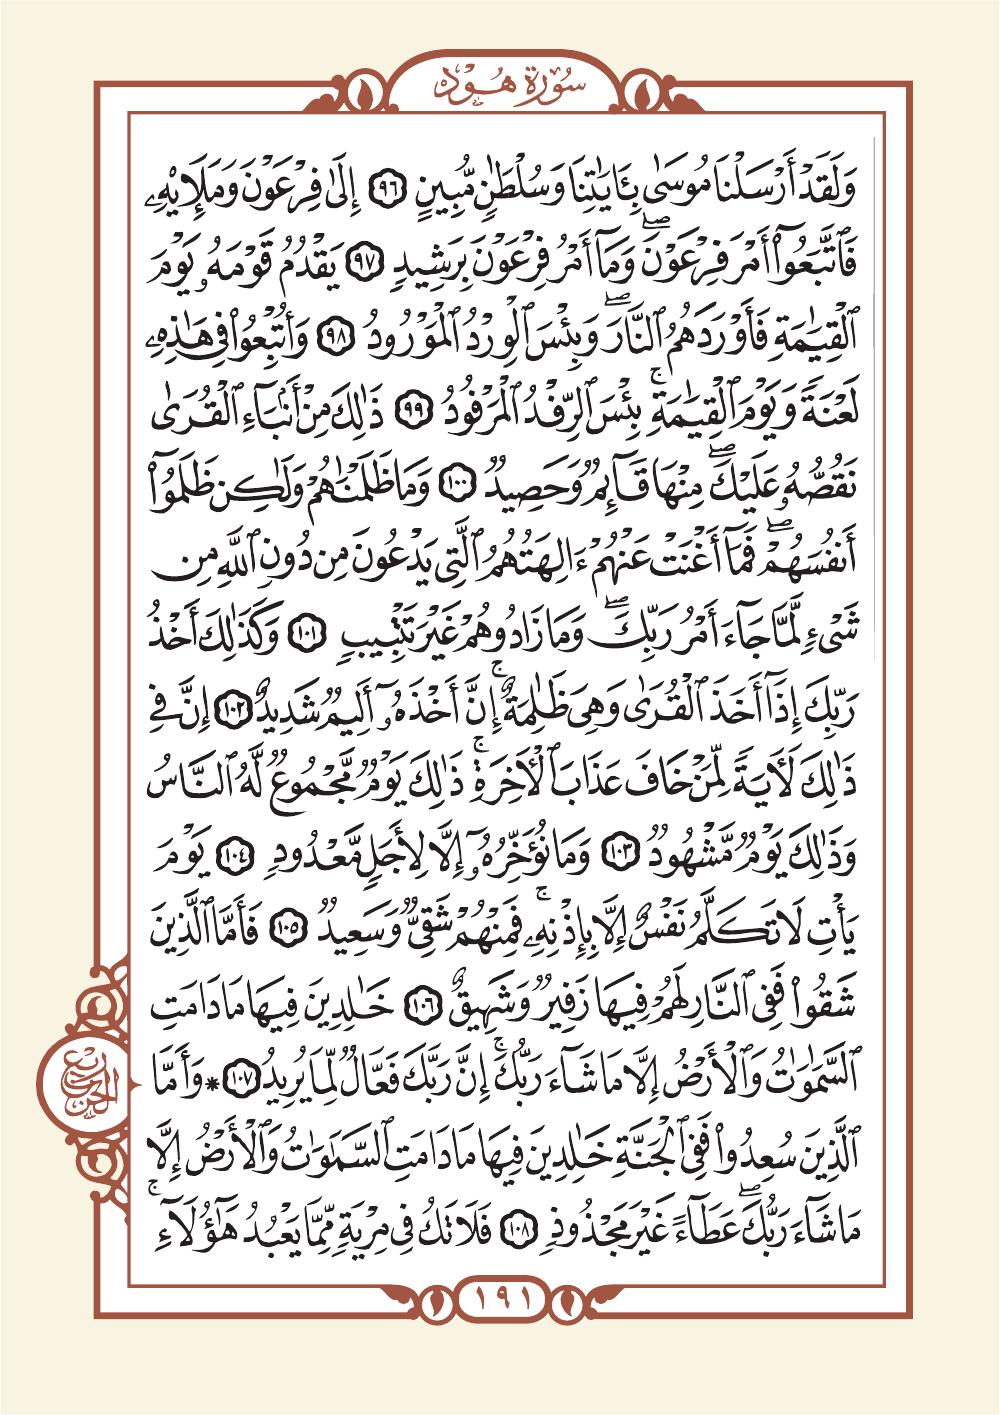 سُورَةُ هُودٍ
وَلَقَدْ أَرْسَلْنَا مُوسَىٰ بِـَٔايَـٰتِنَا وَسُلْطَـٰنٍ مُّبِينٍ ٩٦ إِلَىٰ فِرْعَوْنَ وَمَلَإِي۟هِۦ
فَٱتَّبَعُوٓا۟ أَمْرَ فِرْعَوْنَ ۖ وَمَآ أَمْرُ فِرْعَوْنَ بِرَشِيدٍ ٩٧ يَقْدُمُ قَوْمَهُۥ يَوْمَ
ٱلْقِيَـٰمَةِ فَأَوْرَدَهُمُ ٱلنَّارَ ۖ وَبِئْسَ ٱلْوِرْدُ ٱلْمَوْرُودُ ٩٨ وَأُتْبِعُوا۟ فِى هَـٰذِهِۦ
لَعْنَةً وَيَوْمَ ٱلْقِيَـٰمَةِ ۚ بِئْسَ ٱلرِّفْدُ ٱلْمَرْفُودُ ٩٩ ذَٰلِكَ مِنْ أَنۢبَآءِ ٱلْقُرَىٰ
نَقُصُّهُۥ عَلَيْكَ ۖ مِنْهَا قَآئِمٌ وَحَصِيدٌ ١٠٠ وَمَا ظَلَمْنَـٰهُمْ وَلَـٰكِن ظَلَمُوٓا۟
أَنفُسَهُمْ ۖ فَمَآ أَغْنَتْ عَنْهُمْ ءَالِهَتُهُمُ ٱلَّتِى يَدْعُونَ مِن دُونِ ٱللَّهِ مِن
شَىْءٍ لَّمَّا جَآءَ أَمْرُ رَبِّكَ ۖ وَمَا زَادُوهُمْ غَيْرَ تَتْبِيبٍ ١٠١ وَكَذَٰلِكَ أَخْذُ
رَبِّكَ إِذَآ أَخَذَ ٱلْقُرَىٰ وَهِىَ ظَـٰلِمَةٌ ۚ إِنَّ أَخْذَهُۥٓ أَلِيمٌ شَدِيدٌ ١٠٢ إِنَّ فِى
ذَٰلِكَ لَـَٔايَةً لِّمَنْ خَافَ عَذَابَ ٱلْـَٔاخِرَةِ ۚ ذَٰلِكَ يَوْمٌ مَّجْمُوعٌ لَّهُ ٱلنَّاسُ
وَذَٰلِكَ يَوْمٌ مَّشْهُودٌ ١٠٣ وَمَا نُؤَخِّرُهُۥٓ إِلَّا لِأَجَلٍ مَّعْدُودٍ ١٠٤ يَوْمَ
يَأْتِ لَا تَكَلَّمُ نَفْسٌ إِلَّا بِإِذْنِهِۦ ۚ فَمِنْهُمْ شَقِىٌّ وَسَعِيدٌ ١٠٥ فَأَمَّا ٱلَّذِينَ
شَقُوا۟ فَفِى ٱلنَّارِ لَهُمْ فِيهَا زَفِيرٌ وَشَهِيقٌ ١٠٦ خَـٰلِدِينَ فِيهَا مَا دَامَتِ
ٱلسَّمَـٰوَٰتُ وَٱلْأَرْضُ إِلَّا مَا شَآءَ رَبُّكَ ۚ إِنَّ رَبَّكَ فَعَّالٌ لِّمَا يُرِيدُ ١٠٧ * وَأَمَّا
ٱلَّذِينَ سُعِدُوا۟ فَفِى ٱلْجَنَّةِ خَـٰلِدِينَ فِيهَا مَا دَامَتِ ٱلسَّمَـٰوَٰتُ وَٱلْأَرْضُ إِلَّا
مَا شَآءَ رَبُّكَ ۖ عَطَآءً غَيْرَ مَجْذُوذٍ ١٠٨ فَلَا تَكُ فِى مِرْيَةٍ مِّمَّا يَعْبُدُ هَـٰٓؤُلَآءِ ۚ
ربع
الحزب
١٩١